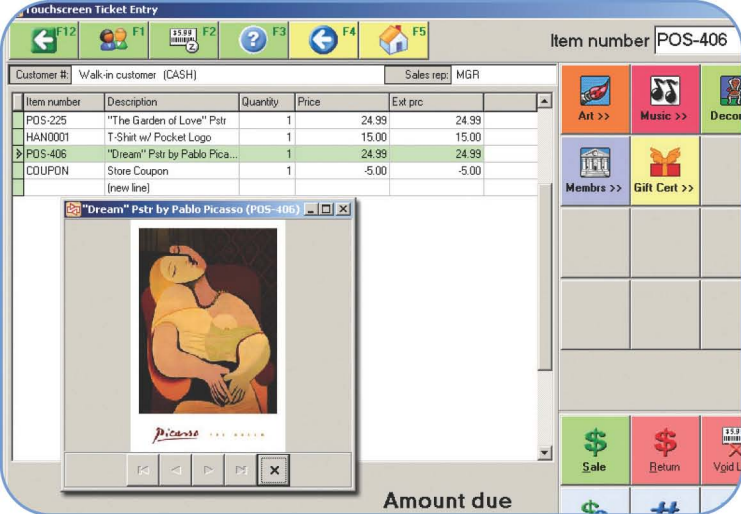 Touchscreen Ticket Entry
F12 F1 F2 F3 F4 F5
Item number POS-406
Customer #: Walk-in customer (CASH) Sales rep: MGR
Item number Description Quantity Price Ext prc
POS-225 "The Garden of Love" Pstr 1 24.99 24.99
HAN0001 T-Shirt w/ Pocket Logo 1 15.00 15.00
POS-406 "Dream" Pstr by Pablo Pica... 1 24.99 24.99
COUPON Store Coupon 1 -5.00 -5.00
(new line)
Art >> Music >> Decor
Membrs >> Gift Cert >>
"Dream" Pstr by Pablo Picasso (POS-406)
Picasso
Sale Return Void L
Amount due